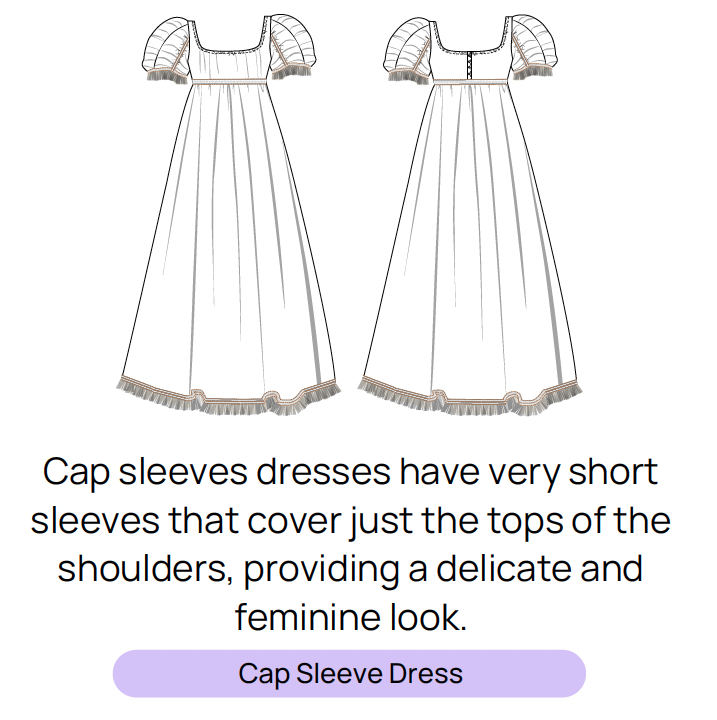 Cap sleeves dresses have very short
sleeves that cover just the tops of the
shoulders, providing a delicate and
feminine look.
Cap Sleeve Dress